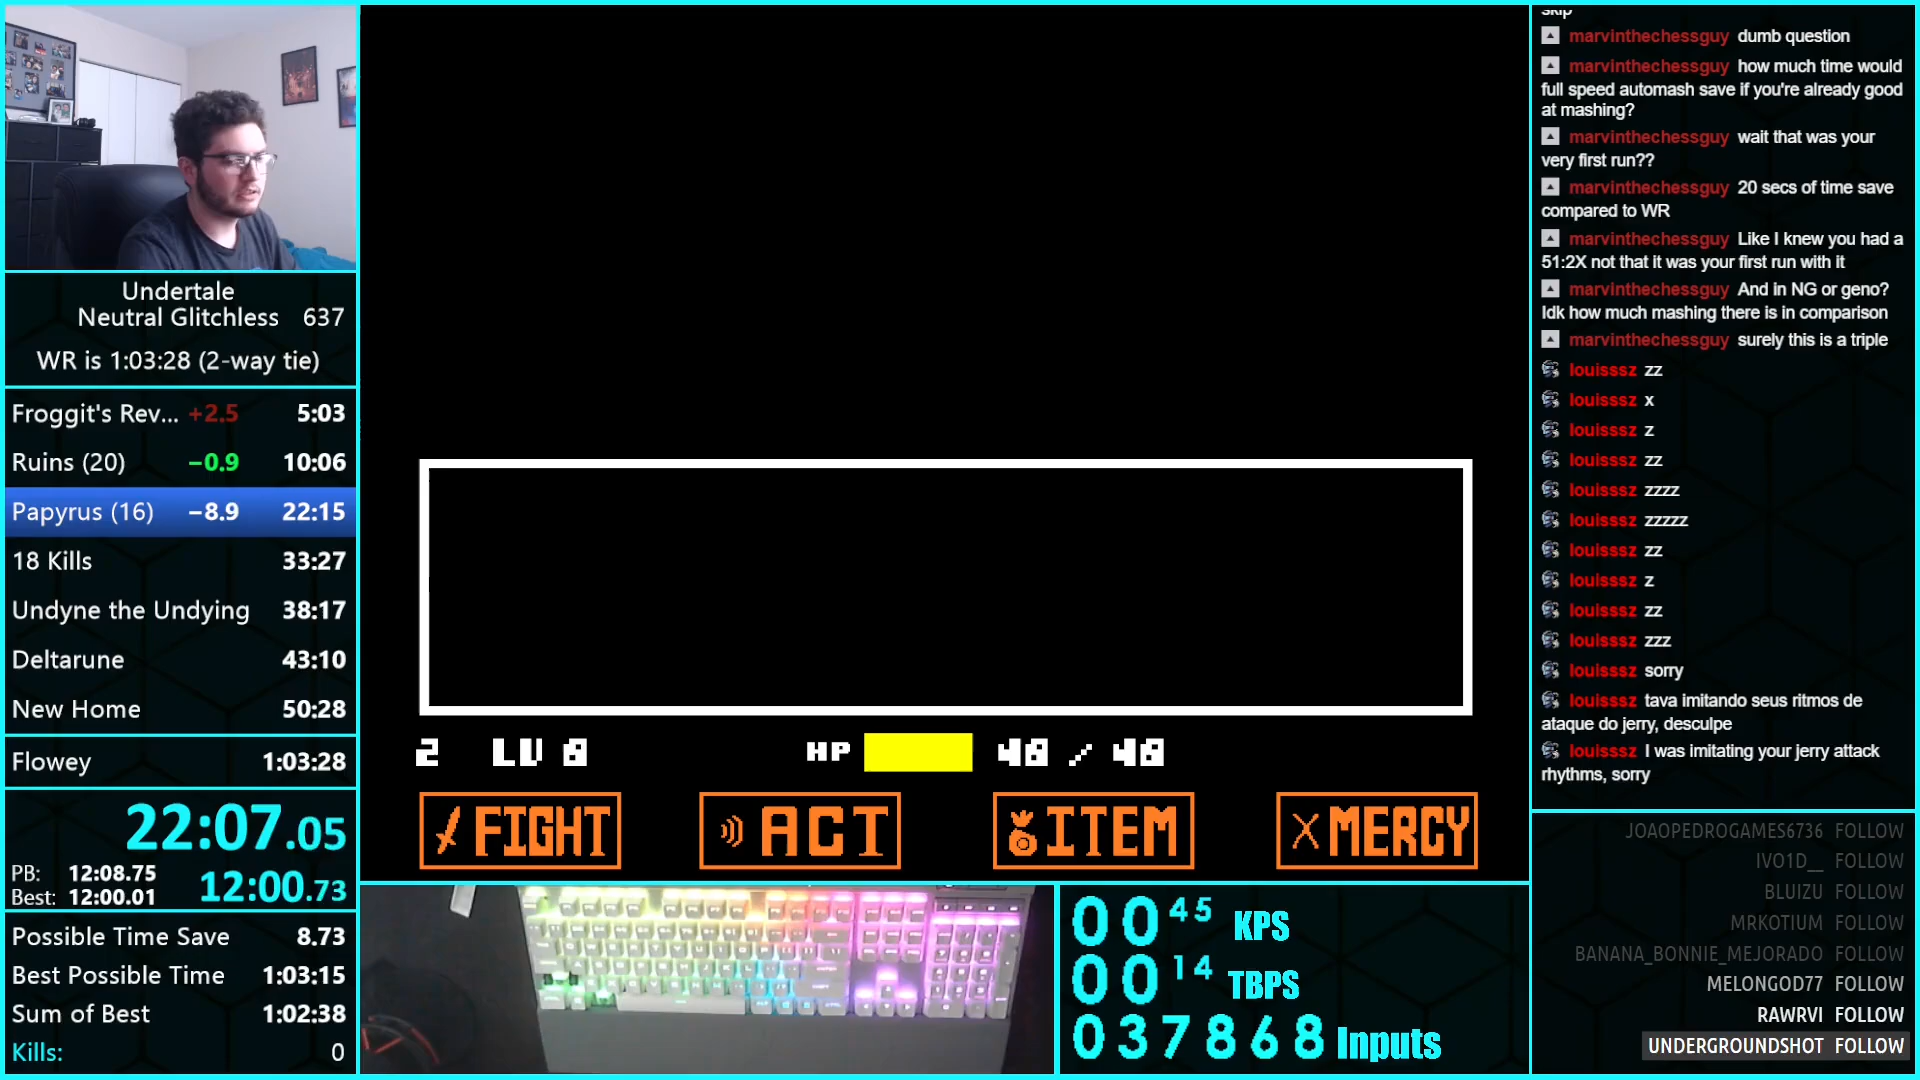 Undertale
Neutral Glitchless 637
WR is 1:03:28 (2-way tie)
Froggit's Rev... +2.5 5:03
Ruins (20) −0.9 10:06
Papyrus (16) −8.9 22:15
18 Kills 33:27
Undyne the Undying 38:17
Deltarune 43:10
New Home 50:28
Flowey 1:03:28
22:07.05
PB: 12:08.75
Best: 12:00.01
12:00.73
Possible Time Save 8.73
Best Possible Time 1:03:15
Sum of Best 1:02:38
Kills: 0
2 LV 8 HP 48 / 48
FIGHT ACT ITEM MERCY
00 45 KPS
00 14 TBPS
037868 Inputs
skip
marvinthechessguy dumb question
marvinthechessguy how much time would
full speed automash save if you're already good
at mashing?
marvinthechessguy wait that was your
very first run??
marvinthechessguy 20 secs of time save
compared to WR
marvinthechessguy Like I knew you had a
51:2X not that it was your first run with it
marvinthechessguy And in NG or geno?
Idk how much mashing there is in comparison
marvinthechessguy surely this is a triple
louisssz zz
louisssz x
louisssz z
louisssz zz
louisssz zzzz
louisssz zzzzz
louisssz zz
louisssz z
louisssz zz
louisssz zzz
louisssz sorry
louisssz tava imitando seus ritmos de
ataque do jerry, desculpe
louisssz I was imitating your jerry attack
rhythms, sorry
JOAOPEDROGAMES6736 FOLLOW
IVO1D__ FOLLOW
BLUIZU FOLLOW
MRKOTIUM FOLLOW
BANANA_BONNIE_MEJORADO FOLLOW
MELONGOD77 FOLLOW
RAWRVI FOLLOW
UNDERGROUNDSHOT FOLLOW